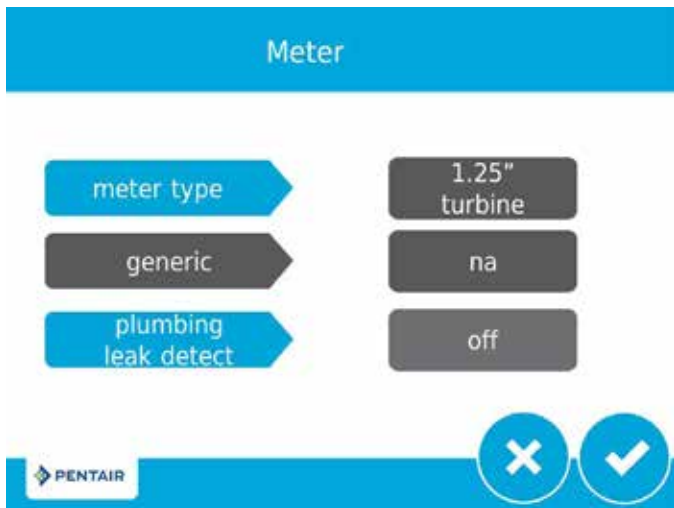 Meter
meter type
1.25”
turbine
generic
na
plumbing
leak detect
off
PENTAIR